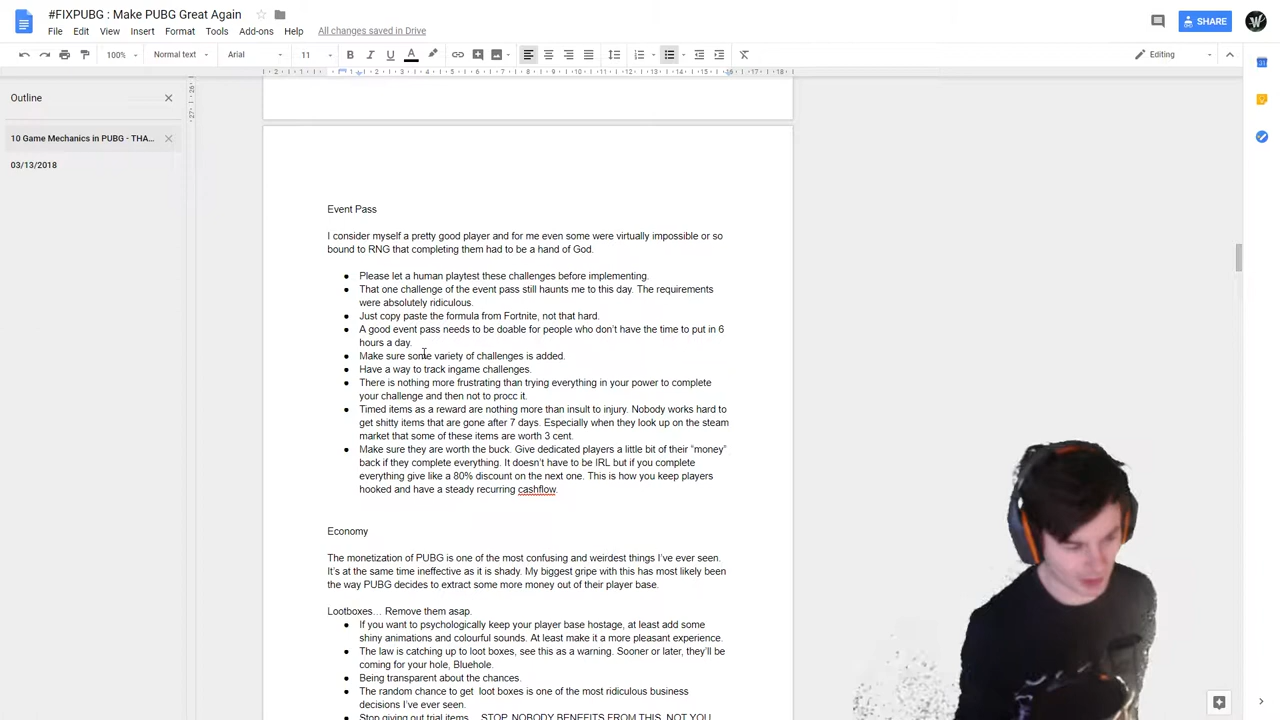 #FIXPUBG : Make PUBG Great Again
File Edit View Insert Format Tools Add-ons Help All changes saved in Drive
SHARE
100% Normal text Arial 11 Editing
Outline
10 Game Mechanics in PUBG - THA...
03/13/2018
Event Pass
I consider myself a pretty good player and for me even some were virtually impossible or so
bound to RNG that completing them had to be a hand of God.
● Please let a human playtest these challenges before implementing.
● That one challenge of the event pass still haunts me to this day. The requirements
were absolutely ridiculous.
● Just copy paste the formula from Fortnite, not that hard.
● A good event pass needs to be doable for people who don't have the time to put in 6
hours a day.
● Make sure some variety of challenges is added.
● Have a way to track ingame challenges.
● There is nothing more frustrating than trying everything in your power to complete
your challenge and then not to procc it.
● Timed items as a reward are nothing more than insult to injury. Nobody works hard to
get shitty items that are gone after 7 days. Especially when they look up on the steam
market that some of these items are worth 3 cent.
● Make sure they are worth the buck. Give dedicated players a little bit of their “money”
back if they complete everything. It doesn't have to be IRL but if you complete
everything give like a 80% discount on the next one. This is how you keep players
hooked and have a steady recurring cashflow.
Economy
The monetization of PUBG is one of the most confusing and weirdest things I've ever seen.
It's at the same time ineffective as it is shady. My biggest gripe with this has most likely been
the way PUBG decides to extract some more money out of their player base.
Lootboxes... Remove them asap.
● If you want to psychologically keep your player base hostage, at least add some
shiny animations and colourful sounds. At least make it a more pleasant experience.
● The law is catching up to loot boxes, see this as a warning. Sooner or later, they'll be
coming for your hole, Bluehole.
● Being transparent about the chances.
● The random chance to get loot boxes is one of the most ridiculous business
decisions I've ever seen.
● Stop giving out trial items... STOP, NOBODY BENEFITS FROM THIS, NOT YOU